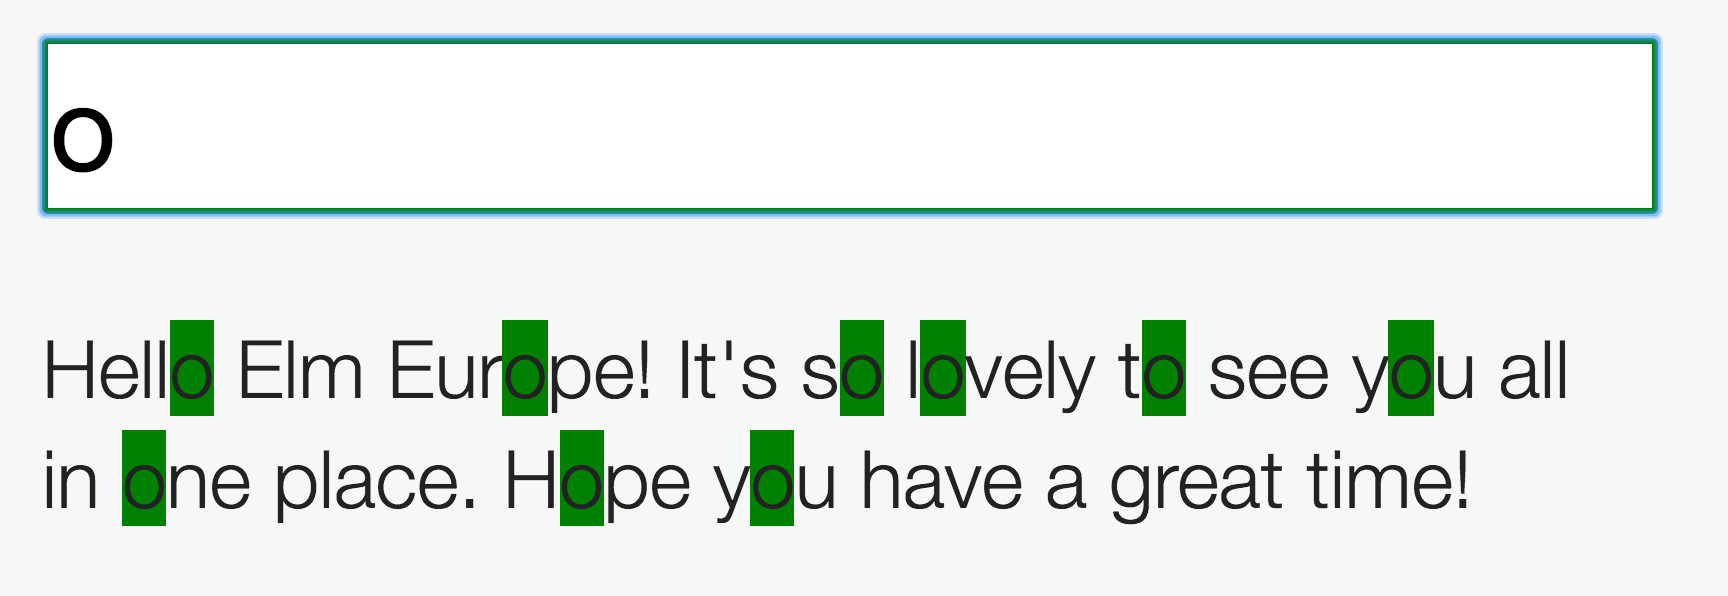 o
Hello Elm Europe! It's so lovely to see you all
in one place. Hope you have a great time!